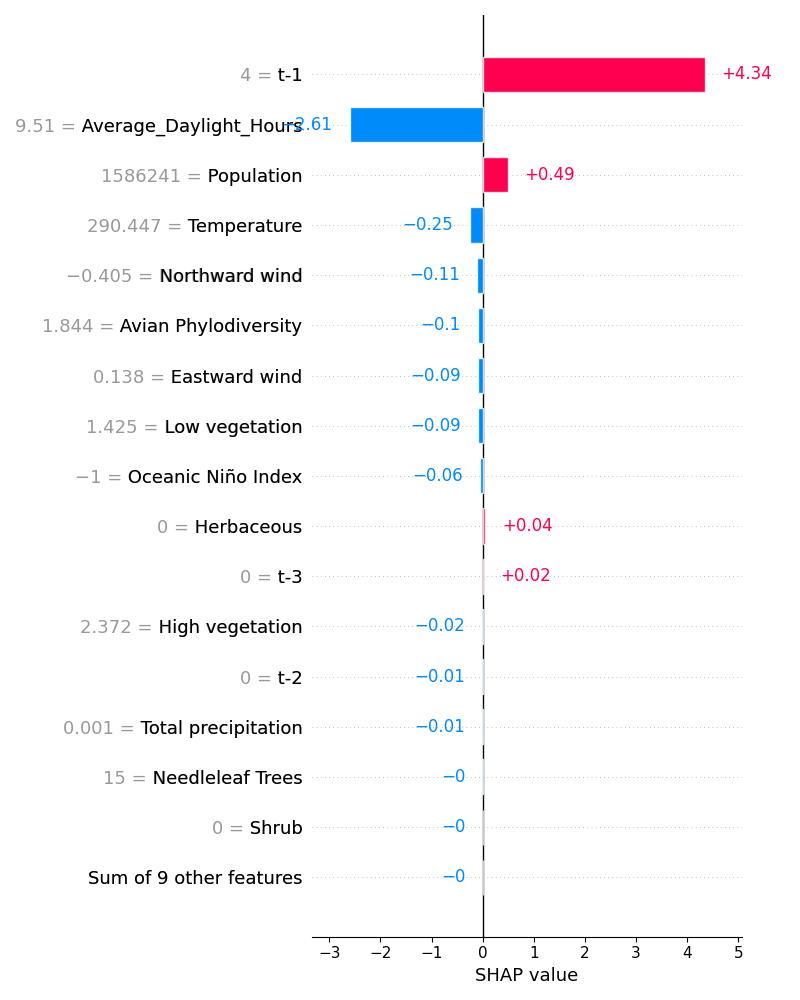 4 = t-1 +4.34
9.51 = Average_Daylight_Hours −2.61
1586241 = Population +0.49
290.447 = Temperature −0.25
−0.405 = Northward wind −0.11
1.844 = Avian Phylodiversity −0.1
0.138 = Eastward wind −0.09
1.425 = Low vegetation −0.09
−1 = Oceanic Niño Index −0.06
0 = Herbaceous +0.04
0 = t-3 +0.02
2.372 = High vegetation −0.02
0 = t-2 −0.01
0.001 = Total precipitation −0.01
15 = Needleleaf Trees −0
0 = Shrub −0
Sum of 9 other features −0
−3 −2 −1 0 1 2 3 4 5
SHAP value